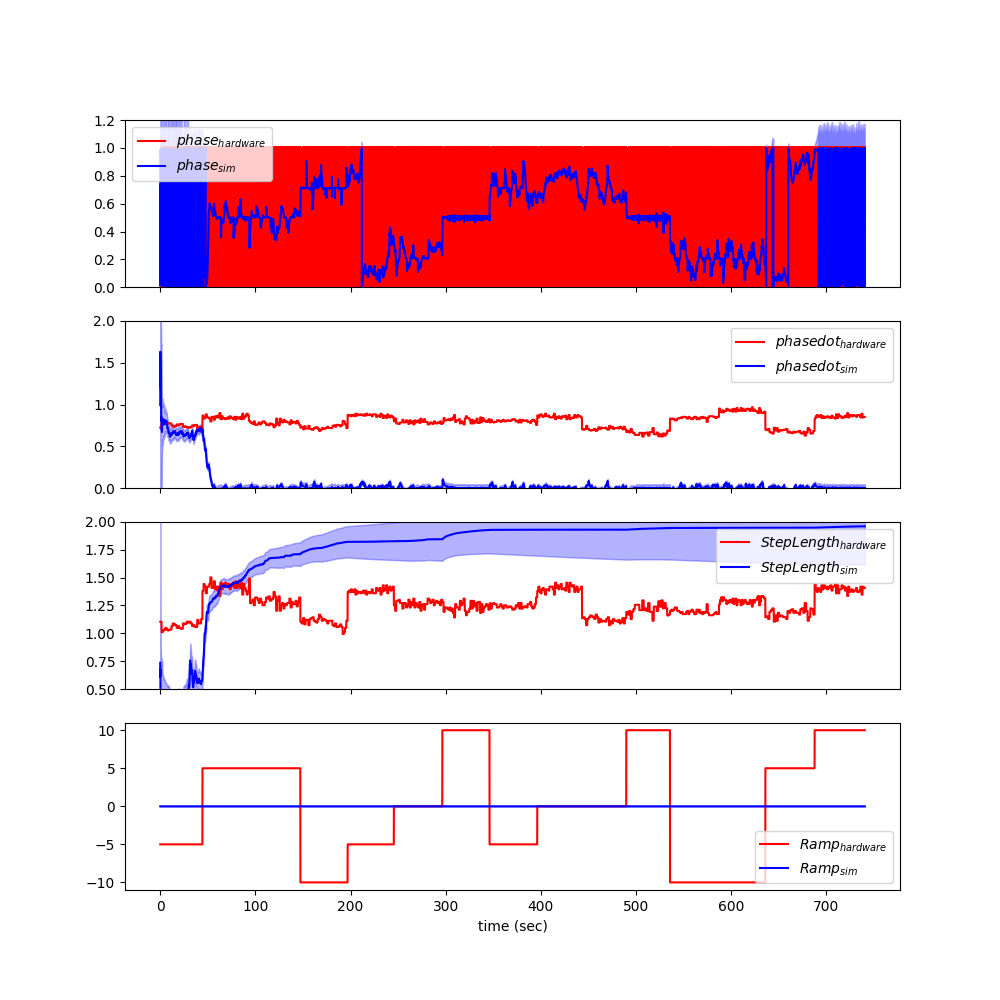 1.2
1.0
0.8
0.6
0.4
0.2
0.0
phase_hardware
phase_sim
2.0
1.5
1.0
0.5
0.0
phasedot_hardware
phasedot_sim
2.00
1.75
1.50
1.25
1.00
0.75
0.50
StepLength_hardware
StepLength_sim
10
5
0
−5
−10
Ramp_hardware
Ramp_sim
0 100 200 300 400 500 600 700
time (sec)